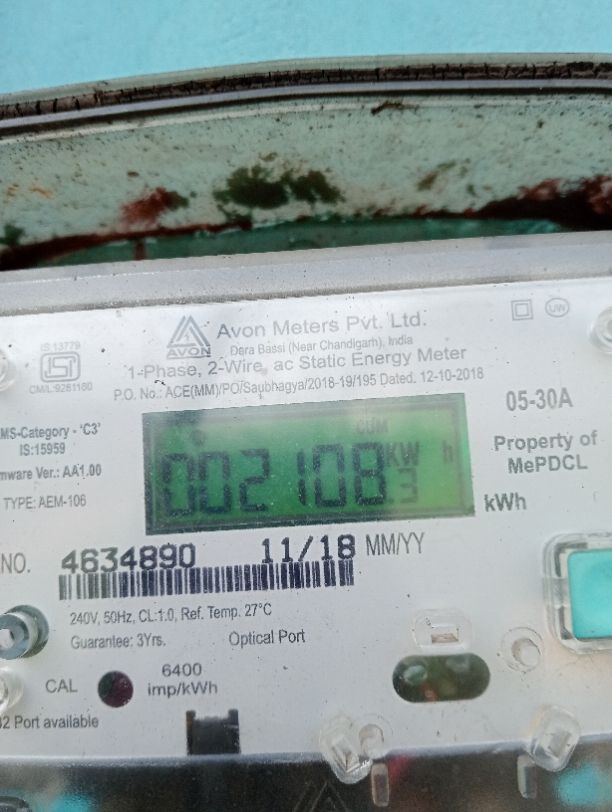 Avon Meters Pvt. Ltd.
AVON
Dera Bassi (Near Chandigarh), India
1-Phase, 2-Wire, ac Static Energy Meter
P.O. No.: ACE(MM)/PO/Saubhagya/2018-19/195 Dated. 12-10-2018
UW
IS 13779
CM/L:9281180
MS-Category - 'C3'
IS:15959
mware Ver.: AA1.00
TYPE: AEM-106
CUM
KW h
002108
3
kWh
05-30A
Property of
MePDCL
NO. 4634890 11/18 MM/YY
240V, 50Hz, CL:1.0, Ref. Temp. 27°C
Guarantee: 3Yrs. Optical Port
CAL
6400
imp/kWh
Port available